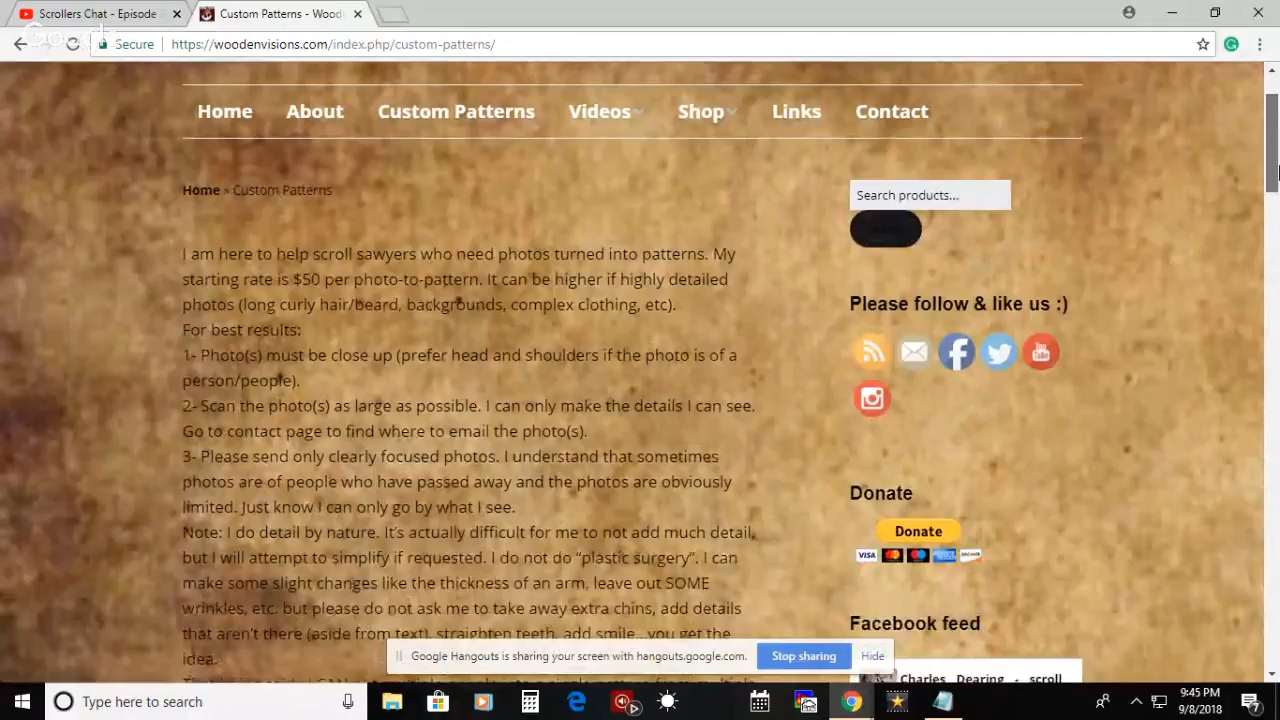 Scrollers Chat - Episode
Custom Patterns - Wood
Google
Secure
https://woodenvisions.com/index.php/custom-patterns/
Home About Custom Patterns Videos Shop Links Contact
Home » Custom Patterns
Search products...
I am here to help scroll sawyers who need photos turned into patterns. My
starting rate is $50 per photo-to-pattern. It can be higher if highly detailed
photos (long curly hair/beard, backgrounds, complex clothing, etc).
For best results:
1- Photo(s) must be close up (prefer head and shoulders if the photo is of a
person/people).
2- Scan the photo(s) as large as possible. I can only make the details I can see.
Go to contact page to find where to email the photo(s).
3- Please send only clearly focused photos. I understand that sometimes
photos are of people who have passed away and the photos are obviously
limited. Just know I can only go by what I see.
Note: I do detail by nature. It's actually difficult for me to not add much detail,
but I will attempt to simplify if requested. I do not do "plastic surgery". I can
make some slight changes like the thickness of an arm, leave out SOME
wrinkles, etc. but please do not ask me to take away extra chins, add details
that aren't there (aside from text), straighten teeth, add smile...you get the
idea.
Please follow & like us :)
You
Tube
Donate
Donate
VISA
DISCOVER
Facebook feed
Charles Dearing - scroll
Google Hangouts is sharing your screen with hangouts.google.com.
Stop sharing
Hide
Type here to search
9:45 PM
9/8/2018
7